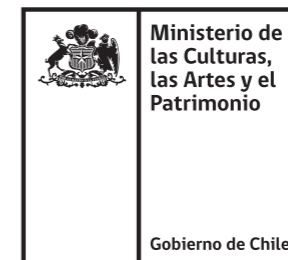 Ministerio de
las Culturas,
las Artes y el
Patrimonio
Gobierno de Chile